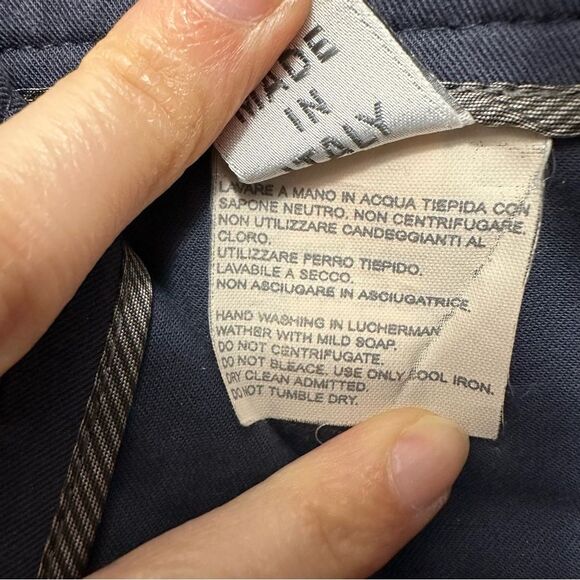 MADE
IN
ITALY
LAVARE A MANO IN ACQUA TIEPIDA CON
SAPONE NEUTRO. NON CENTRIFUGARE.
NON UTILIZZARE CANDEGGIANTI AL
CLORO.
UTILIZZARE FERRO TIEPIDO.
LAVABILE A SECCO.
NON ASCIUGARE IN ASCIUGATRICE.
HAND WASHING IN LUCHERMAN
WATHER WITH MILD SOAP.
DO NOT CENTRIFUGATE.
DO NOT BLEACE. USE ONLY COOL IRON.
DRY CLEAN ADMITTED.
DO NOT TUMBLE DRY.